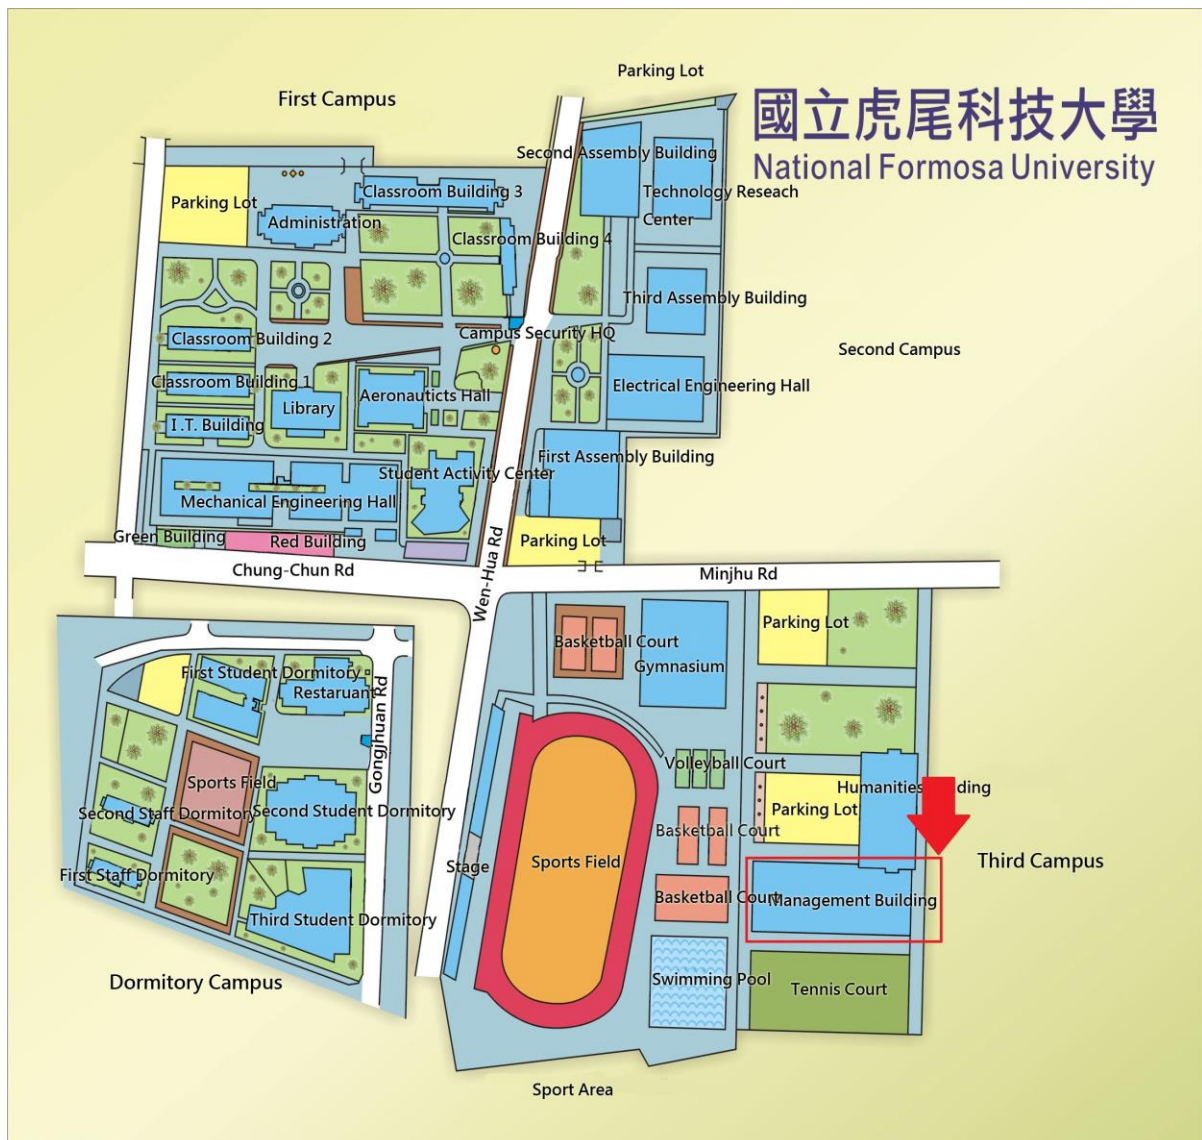 Parking Lot
First Campus
國立虎尾科技大學
National Formosa University
Second Assembly Building
Classroom Building 3
Technology Reseach
Center
Parking Lot
Administration
Classroom Building 4
Third Assembly Building
Campus Security HQ
Classroom Building 2
Second Campus
Classroom Building 1
Electrical Engineering Hall
Aeronauticts Hall
Library
I.T. Building
First Assembly Building
Student Activity Center
Mechanical Engineering Hall
Green Building
Red Building
Parking Lot
Wen-Hua Rd
Chung-Chun Rd
Minjhu Rd
Parking Lot
Basketball Court
Gymnasium
First Student Dormitory
Restaruant
Gongjhuan Rd
Volleyball Court
Sports Field
Humanities ilding
Second Staff Dormitory
Second Student Dormitory
Parking Lot
Basketball Court
Stage
Sports Field
Third Campus
First Staff Dormitory
Basketball Court
Management Building
Third Student Dormitory
Dormitory Campus
Swimming Pool
Tennis Court
Sport Area